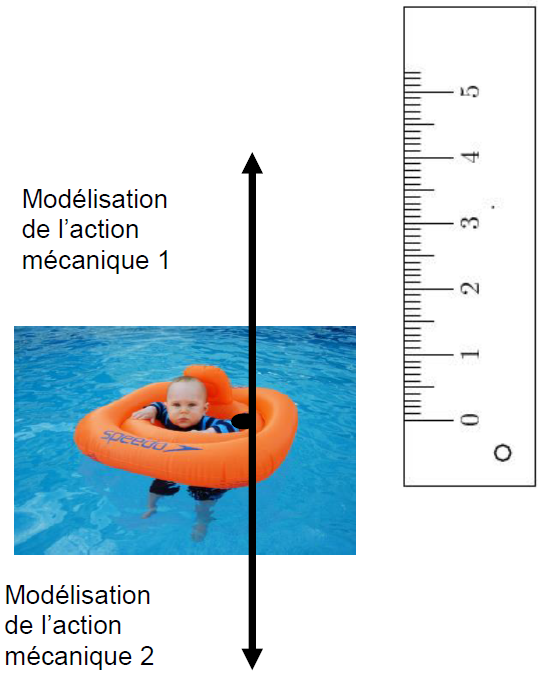 Modélisation
de l’action
mécanique 1
speedo
Modélisation
de l’action
mécanique 2
5
4
3
2
1
0